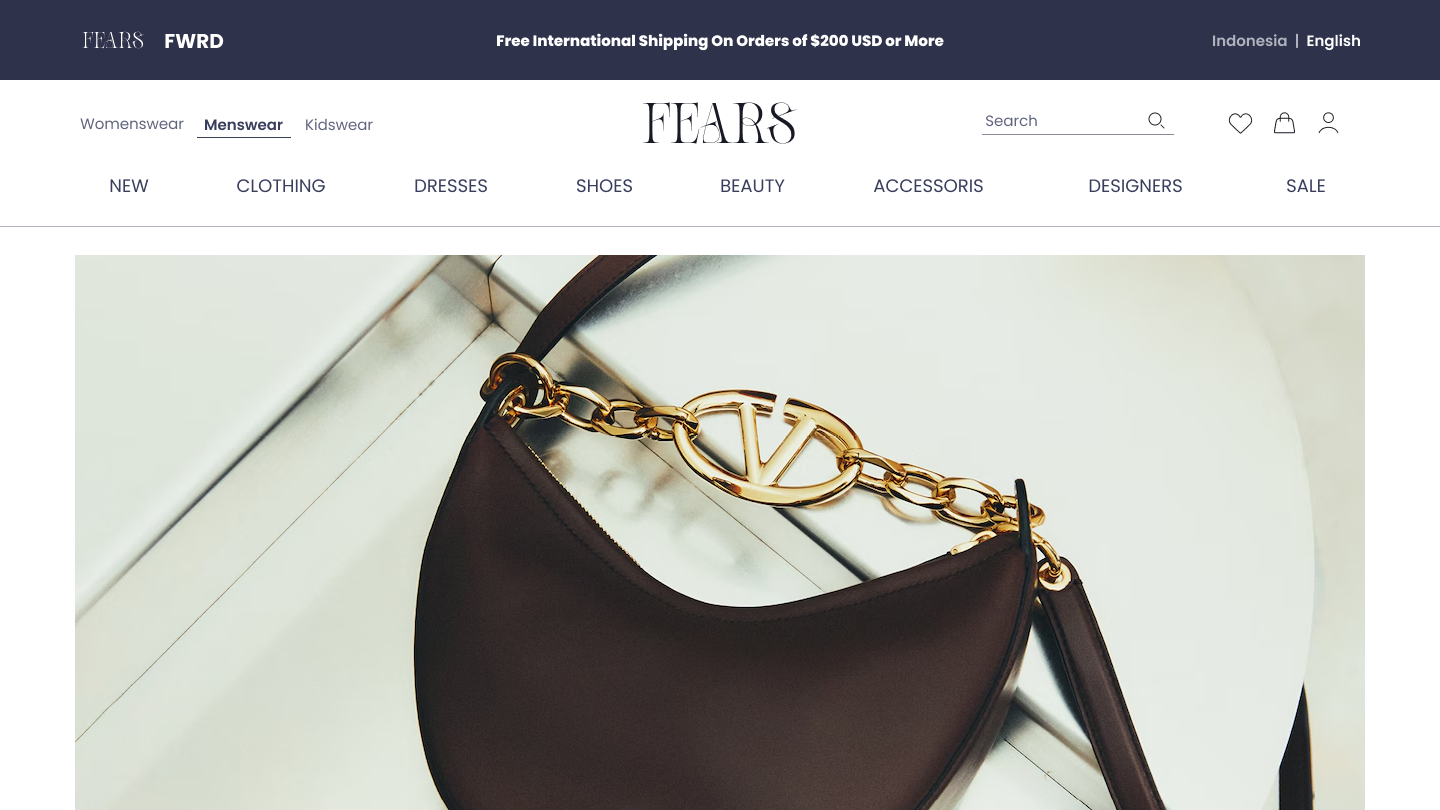 FEARS FWRD
Free International Shipping On Orders of $200 USD or More
Indonesia | English
Womenswear Menswear Kidswear
FEARS
Search
NEW CLOTHING DRESSES SHOES BEAUTY ACCESSORIS DESIGNERS SALE